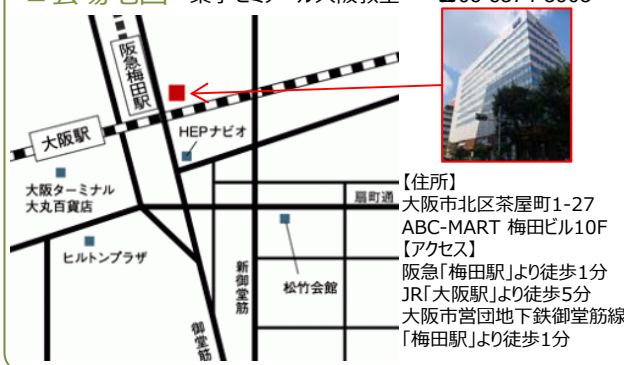 阪急梅田駅
大阪駅
HEPナビオ
大阪ターミナル
大丸百貨店
扇町通
ヒルトンプラザ
新御堂筋
松竹会館
御堂筋
【住所】
大阪市北区茶屋町1-27
ABC-MART 梅田ビル10F
【アクセス】
阪急「梅田駅」より徒歩1分
JR「大阪駅」より徒歩5分
大阪市営団地下鉄御堂筋線
「梅田駅」より徒歩1分